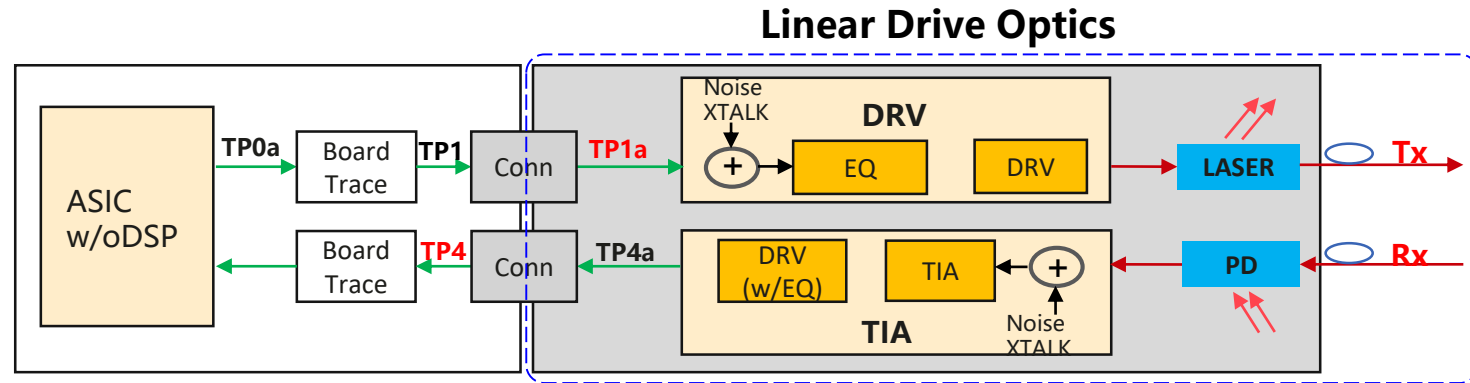 Linear Drive Optics
ASIC
w/oDSP
TP0a
Board
Trace
TP1
Conn
TP1a
Noise
XTALK
+
DRV
EQ
DRV
LASER
Tx
Board
Trace
TP4
Conn
TP4a
DRV
(w/EQ)
TIA
+
TIA
Noise
XTALK
PD
Rx